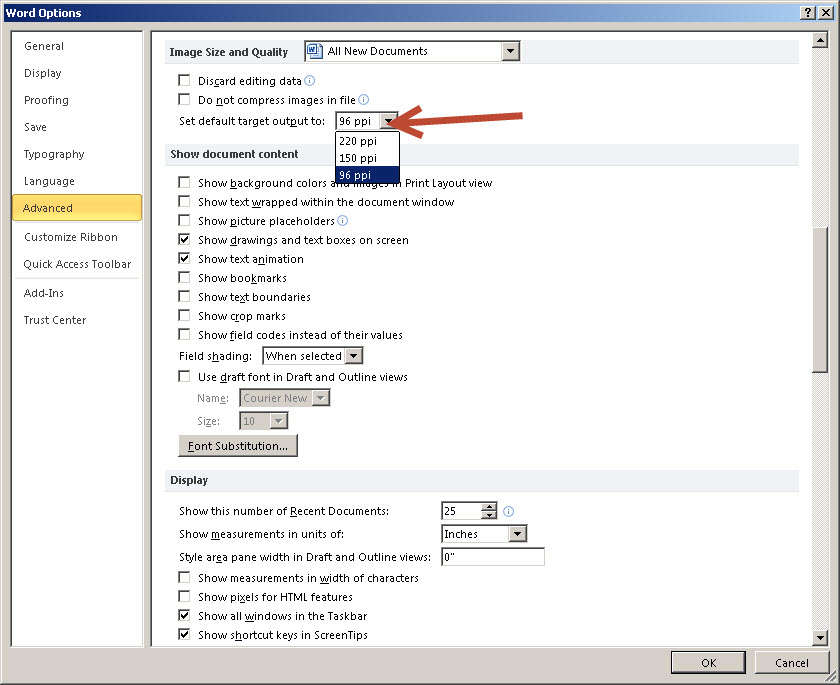 Word Options
General
Display
Proofing
Save
Typography
Language
Advanced
Customize Ribbon
Quick Access Toolbar
Add-Ins
Trust Center
Image Size and Quality All New Documents
Discard editing data
Do not compress images in file
Set default target output to: 96 ppi
220 ppi
150 ppi
96 ppi
Show document content
Show background colors and images in Print Layout view
Show text wrapped within the document window
Show picture placeholders
Show drawings and text boxes on screen
Show text animation
Show bookmarks
Show text boundaries
Show crop marks
Show field codes instead of their values
Field shading: When selected
Use draft font in Draft and Outline views
Name: Courier New
Size: 10
Font Substitution...
Display
Show this number of Recent Documents: 25
Show measurements in units of: Inches
Style area pane width in Draft and Outline views: 0"
Show measurements in width of characters
Show pixels for HTML features
Show all windows in the Taskbar
Show shortcut keys in ScreenTips
OK Cancel